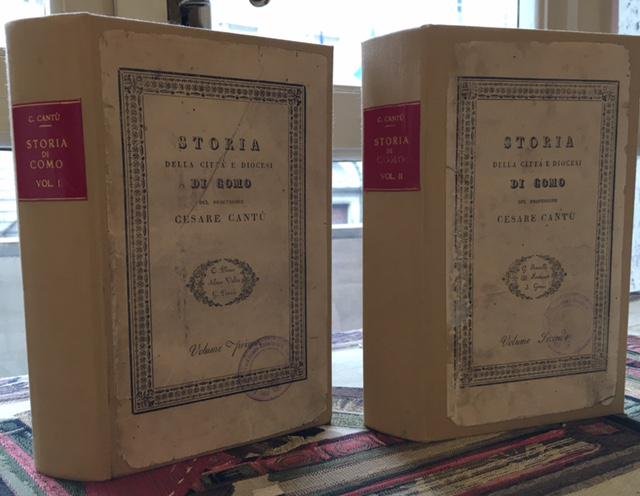 C. CANTÙ
STORIA
DI
COMO
VOL. I
STORIA
DELLA CITTÀ E DIOCESI
DI COMO
DEL PROFESSORE
CESARE CANTÙ
Volume primo
C. CANTÙ
STORIA
DI
COMO
VOL. II
STORIA
DELLA CITTÀ E DIOCESI
DI COMO
DEL PROFESSORE
CESARE CANTÙ
Volume Secondo